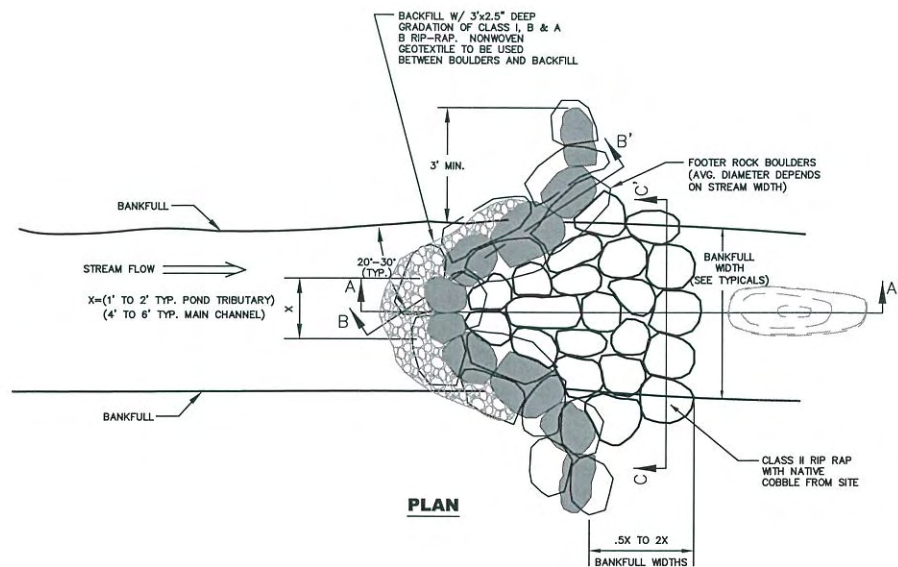 BACKFILL W/ 3'x2.5" DEEP
GRADATION OF CLASS I, B & A
B RIP-RAP. NONWOVEN
GEOTEXTILE TO BE USED
BETWEEN BOULDERS AND BACKFILL
3' MIN.
B'
FOOTER ROCK BOULDERS
(AVG. DIAMETER DEPENDS
ON STREAM WIDTH)
C'
BANKFULL
STREAM FLOW
20'-30'
(TYP.)
BANKFULL
WIDTH
(SEE TYPICALS)
X=(1' TO 2' TYP. POND TRIBUTARY)
(4' TO 6' TYP. MAIN CHANNEL)
A
X
B
A
BANKFULL
CLASS II RIP RAP
WITH NATIVE
COBBLE FROM SITE
C
PLAN
.5X TO 2X
BANKFULL WIDTHS